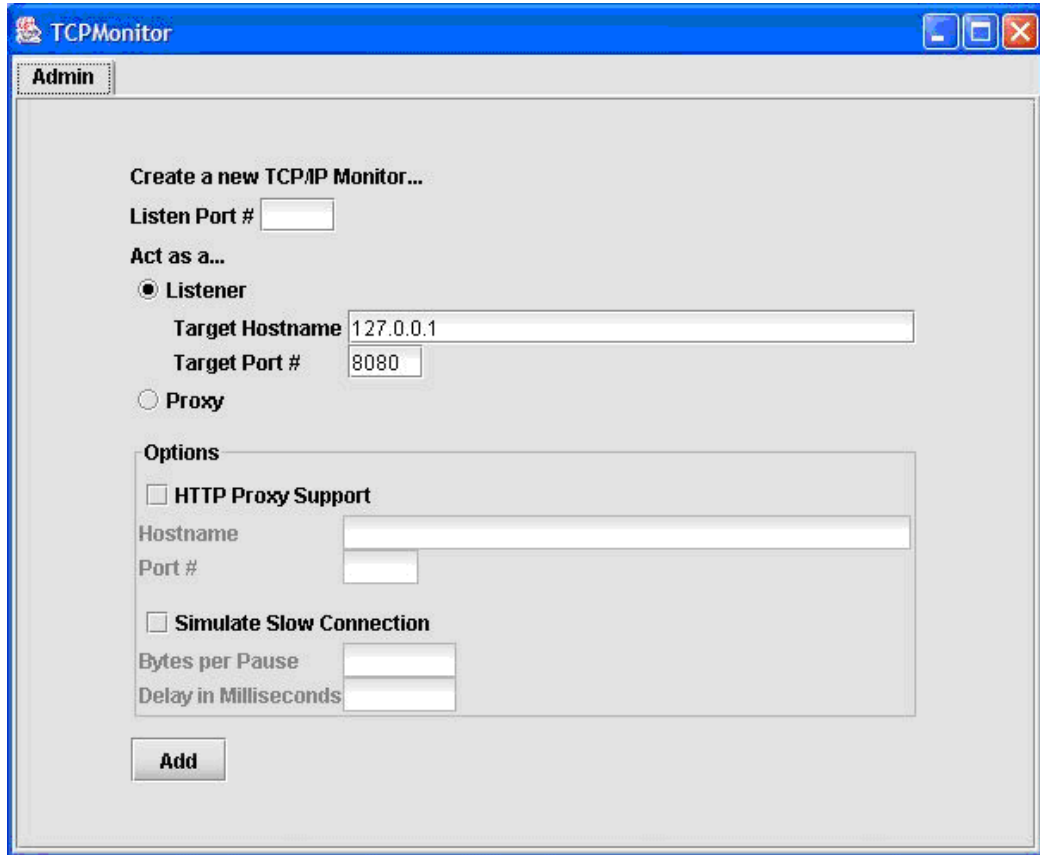 TCPMonitor
Admin
Create a new TCP/IP Monitor...
Listen Port #
Act as a...
Listener
Target Hostname 127.0.0.1
Target Port # 8080
Proxy
Options
HTTP Proxy Support
Hostname
Port #
Simulate Slow Connection
Bytes per Pause
Delay in Milliseconds
Add